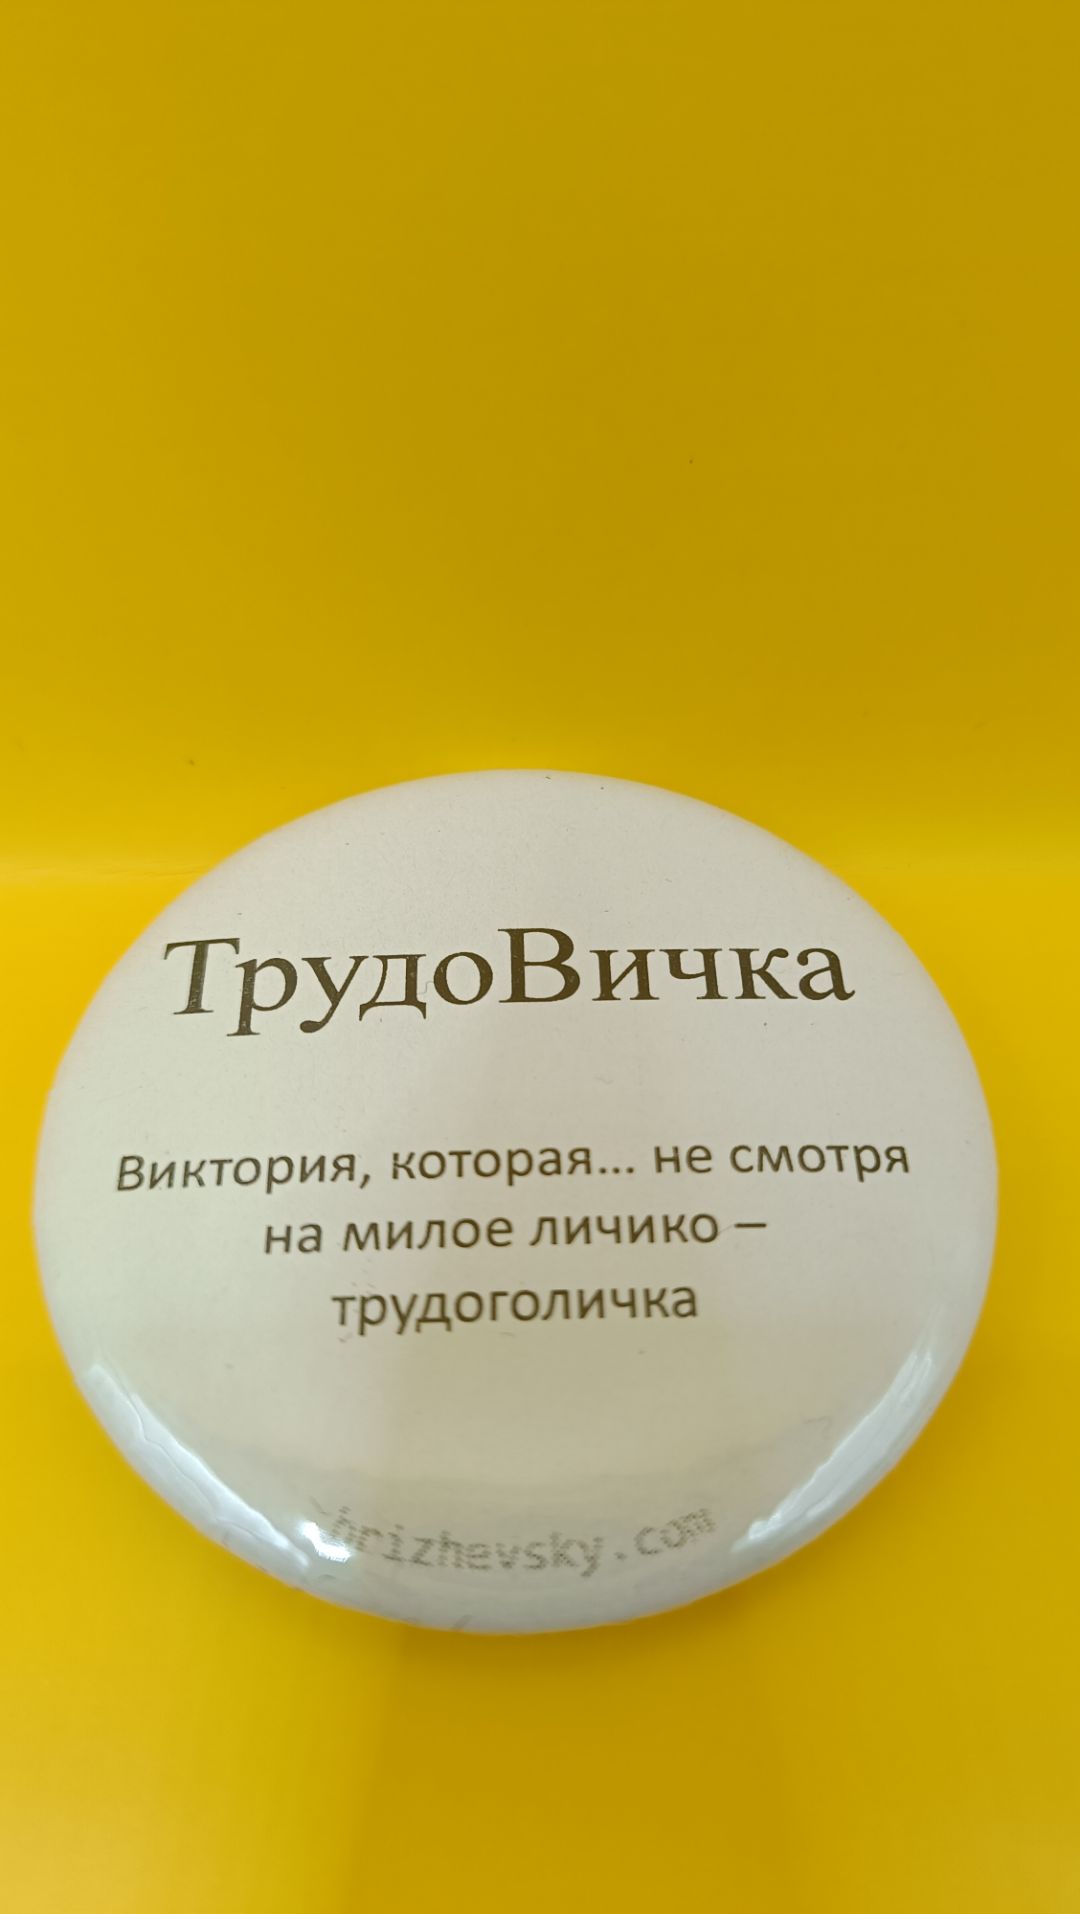 ТрудоВичка
Виктория, которая... не смотря
на милое личико –
трудоголичка
brizhevsky.com